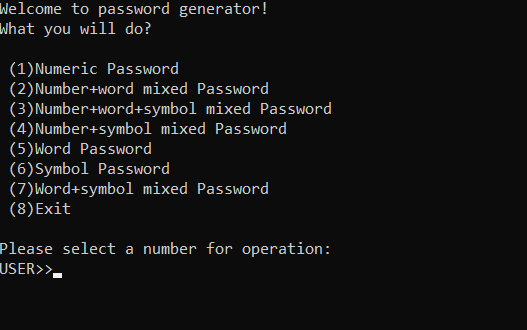 Welcome to password generator!
What you will do?
(1)Numeric Password
(2)Number+word mixed Password
(3)Number+word+symbol mixed Password
(4)Number+symbol mixed Password
(5)Word Password
(6)Symbol Password
(7)Word+symbol mixed Password
(8)Exit
Please select a number for operation:
USER>>